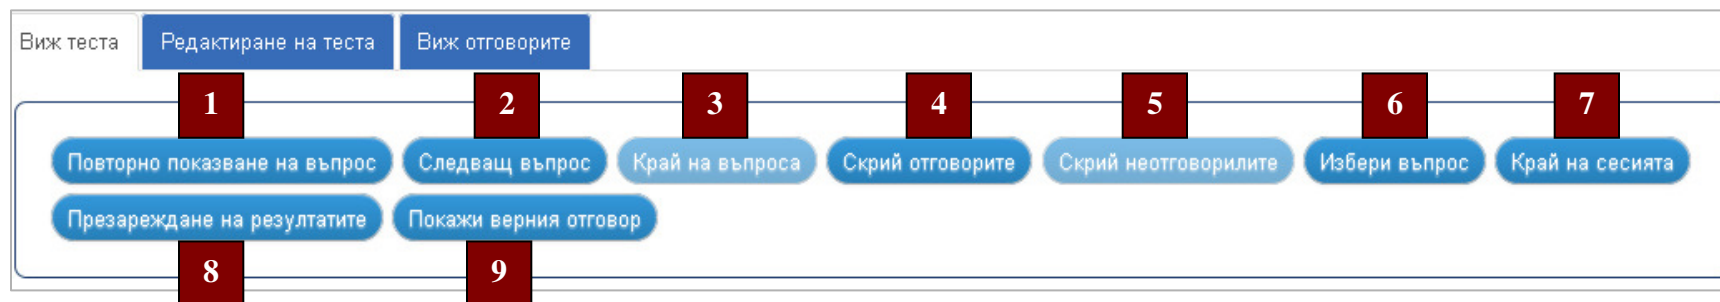 Виж теста Редактиране на теста Виж отговорите
1 2 3 4 5 6 7
Повторно показване на въпрос Следващ въпрос Край на въпроса Скрий отговорите Скрий неотговорилите Избери въпрос Край на сесията
Презареждане на резултатите Покажи верния отговор
8 9